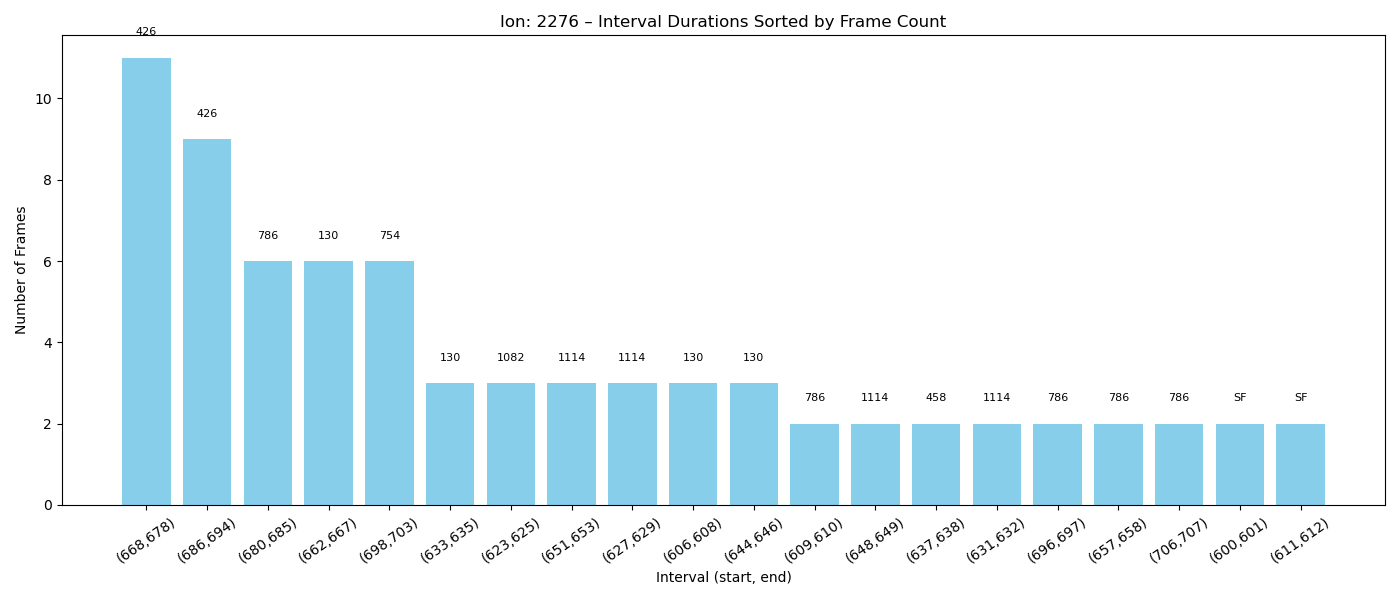 Ion: 2276 – Interval Durations Sorted by Frame Count
426
426
786 130 754
130 1082 1114 1114 130 130
786 1114 458 1114 786 786 786 SF SF
Number of Frames
10
8
6
4
2
0
(668,678) (686,694) (680,685) (662,667) (698,703) (633,635) (623,625) (651,653) (627,629) (606,608) (644,646) (609,610) (648,649) (637,638) (631,632) (696,697) (657,658) (706,707) (600,601) (611,612)
Interval (start, end)